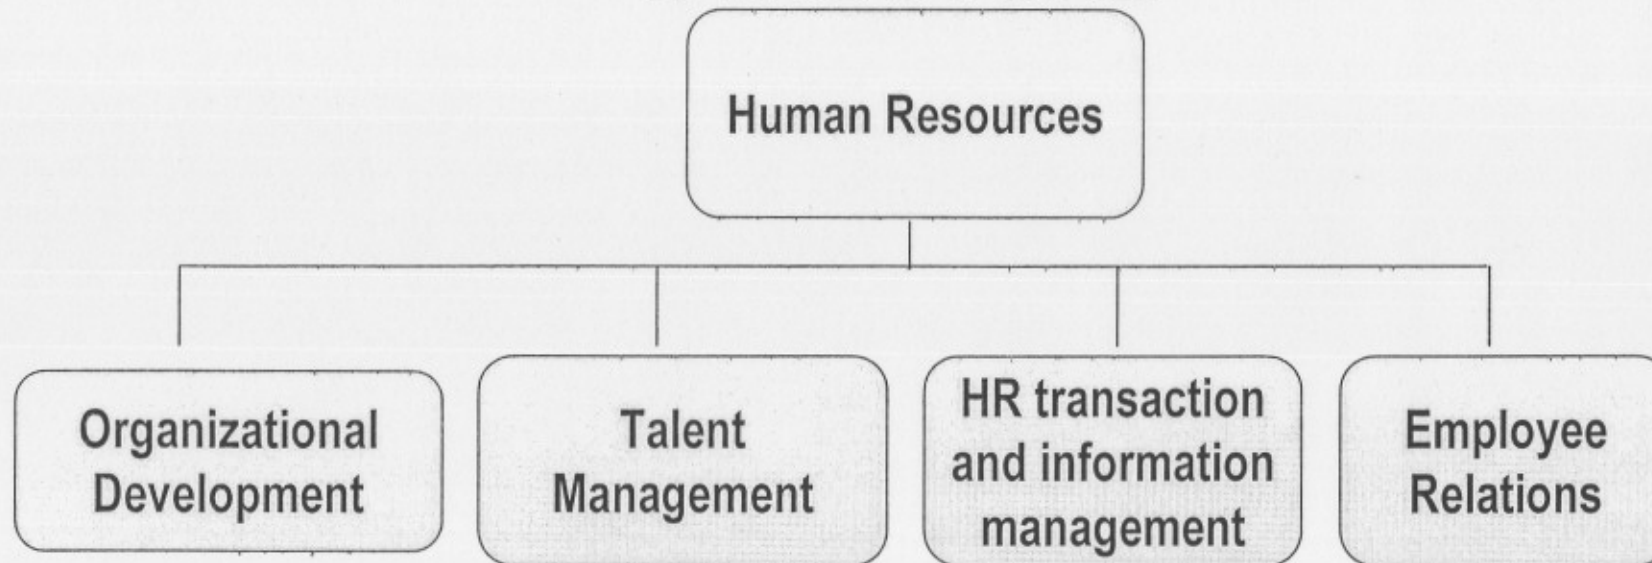 Human Resources
Organizational
Development
Talent
Management
HR transaction
and information
management
Employee
Relations